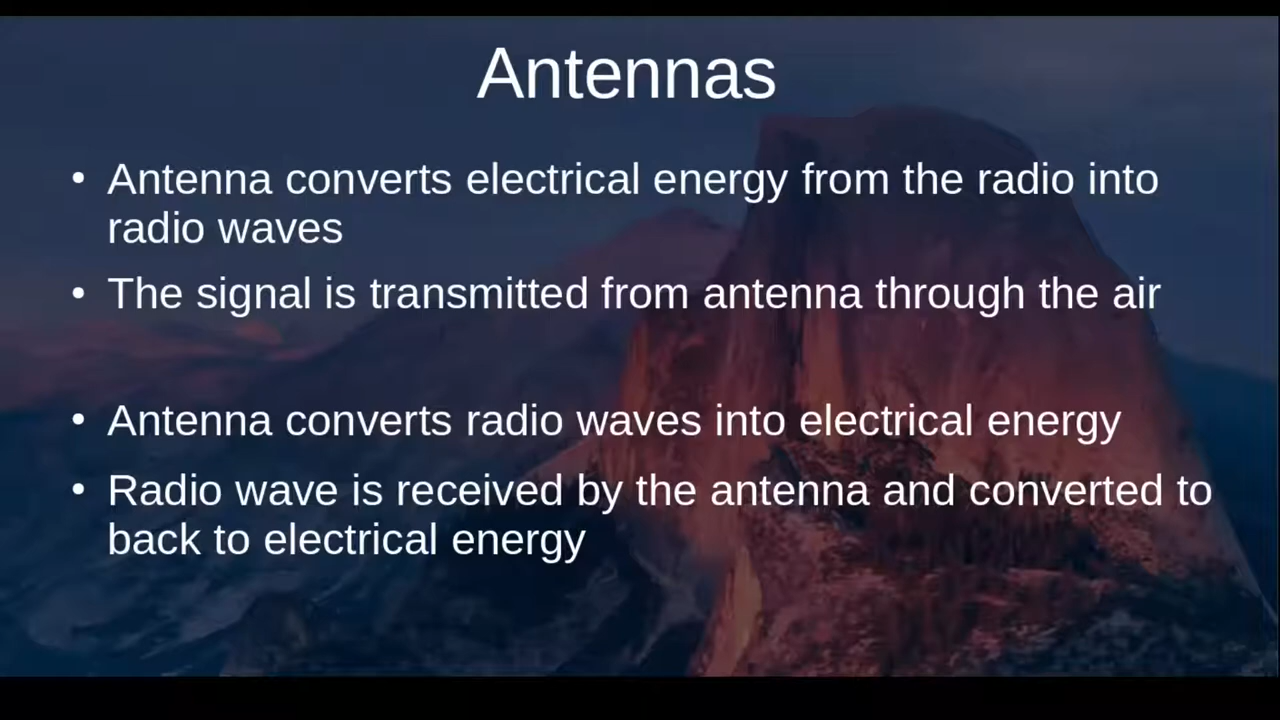 Antennas
• Antenna converts electrical energy from the radio into
radio waves
• The signal is transmitted from antenna through the air
• Antenna converts radio waves into electrical energy
• Radio wave is received by the antenna and converted to
back to electrical energy